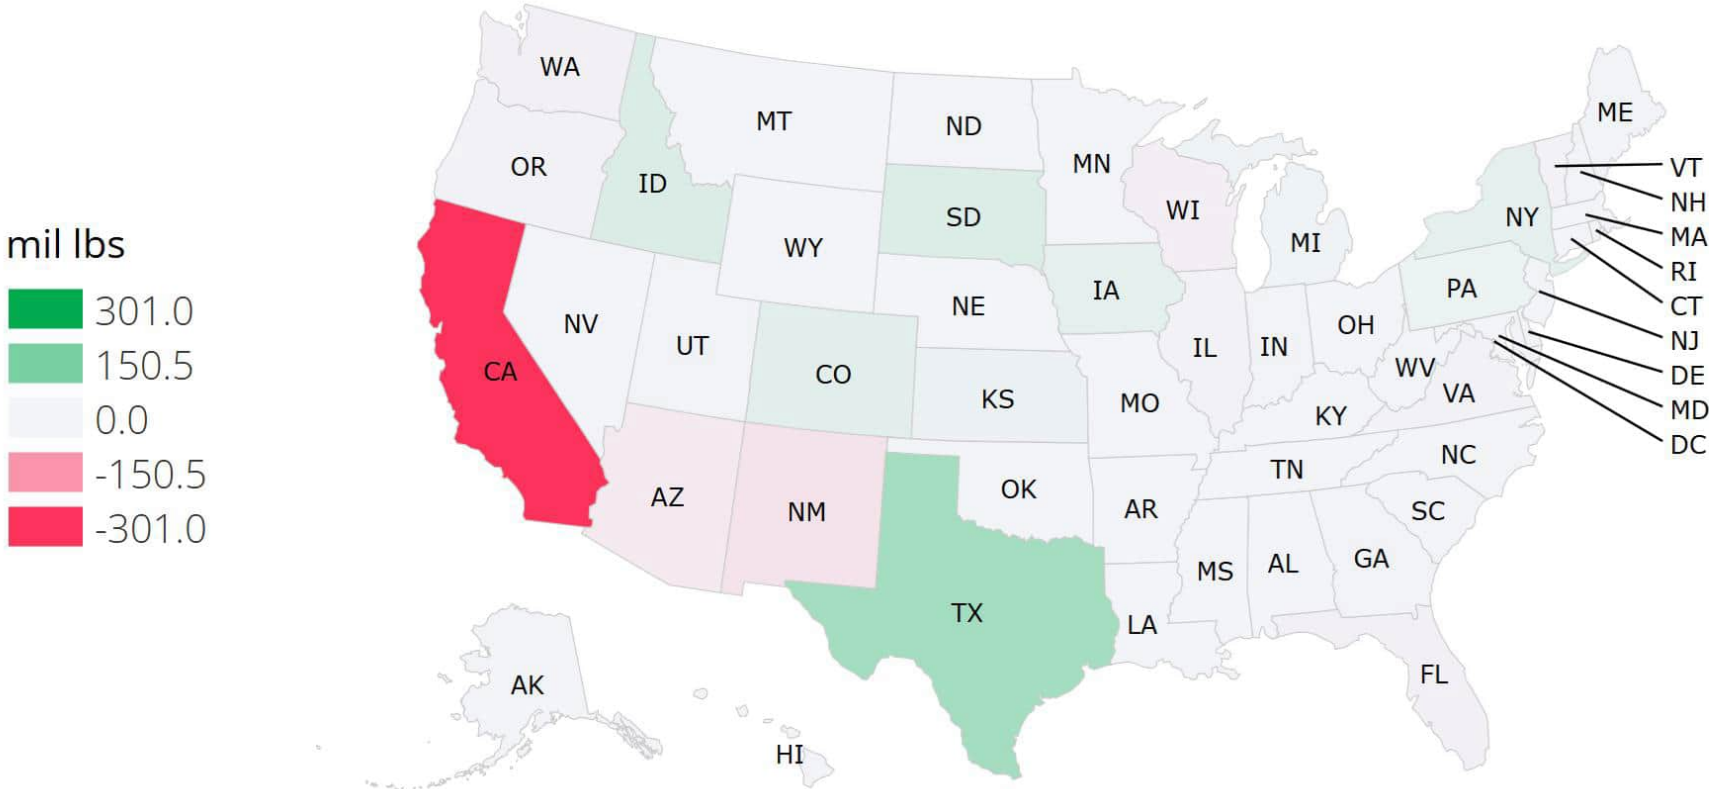 mil lbs
301.0
150.5
0.0
-150.5
-301.0
WA
OR
CA
ID
NV
MT
WY
UT
AZ
CO
NM
ND
SD
NE
KS
OK
TX
MN
IA
MO
AR
LA
WI
IL
MI
IN
OH
KY
TN
MS
AL
GA
FL
SC
NC
VA
WV
PA
NY
ME
VT
NH
MA
RI
CT
NJ
DE
MD
DC
AK
HI